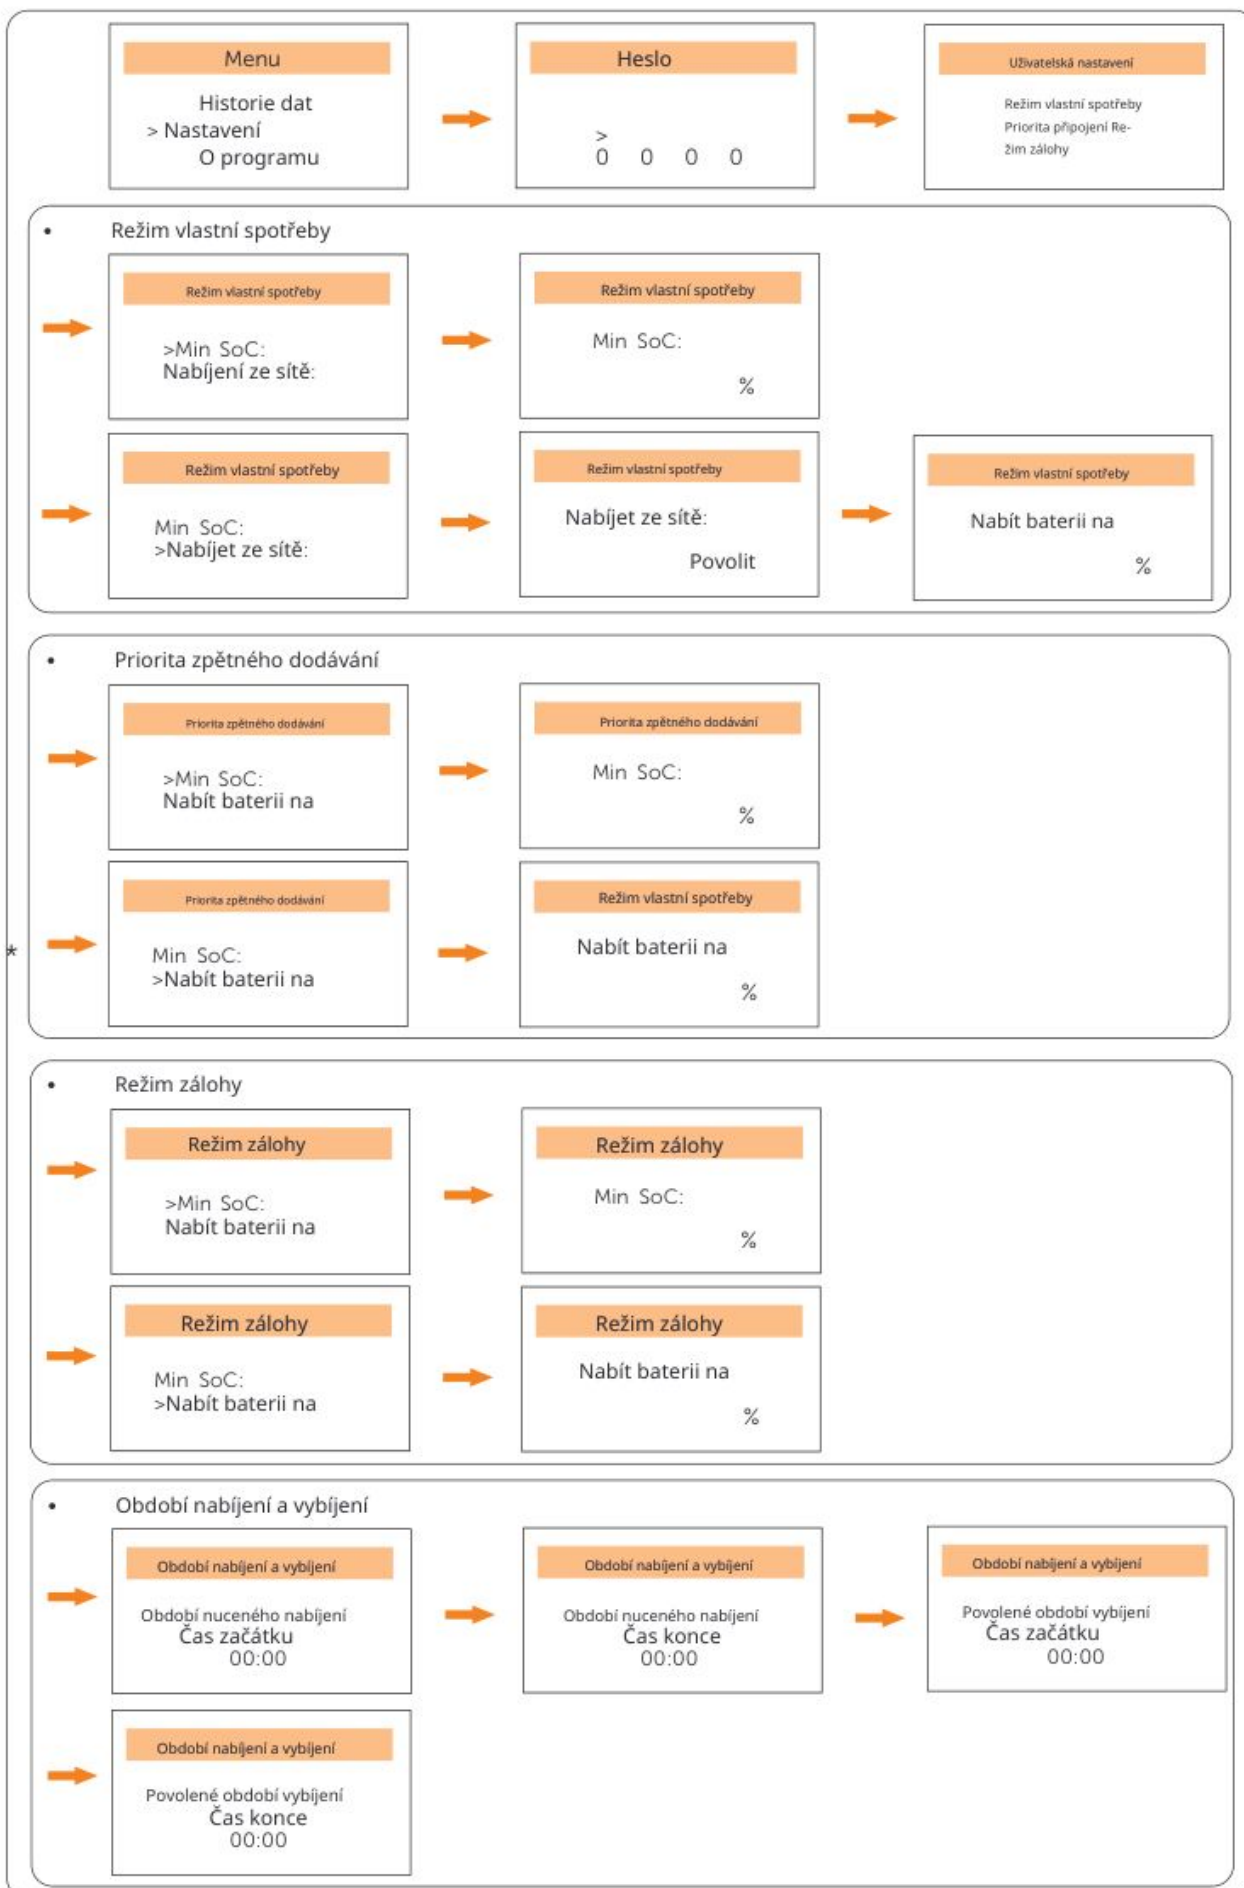 Menu
Historie dat
> Nastavení
O programu
Heslo
>
0 0 0 0
Uživatelská nastavení
Režim vlastní spotřeby
Priorita připojení Re-
žim zálohy
• Režim vlastní spotřeby
Režim vlastní spotřeby
>Min SoC:
Nabíjení ze sítě:
Režim vlastní spotřeby
Min SoC:
%
Režim vlastní spotřeby
Min SoC:
>Nabíjet ze sítě:
Režim vlastní spotřeby
Nabíjet ze sítě:
Povolit
Režim vlastní spotřeby
Nabít baterii na
%
• Priorita zpětného dodávání
Priorita zpětného dodávání
>Min SoC:
Nabít baterii na
Priorita zpětného dodávání
Min SoC:
%
*
Priorita zpětného dodávání
Min SoC:
>Nabít baterii na
Režim vlastní spotřeby
Nabít baterii na
%
• Režim zálohy
Režim zálohy
>Min SoC:
Nabít baterii na
Režim zálohy
Min SoC:
%
Režim zálohy
Min SoC:
>Nabít baterii na
Režim zálohy
Nabít baterii na
%
• Období nabíjení a vybíjení
Období nabíjení a vybíjení
Období nuceného nabíjení
Čas začátku
00:00
Období nabíjení a vybíjení
Období nuceného nabíjení
Čas konce
00:00
Období nabíjení a vybíjení
Povolené období vybíjení
Čas začátku
00:00
Období nabíjení a vybíjení
Povolené období vybíjení
Čas konce
00:00